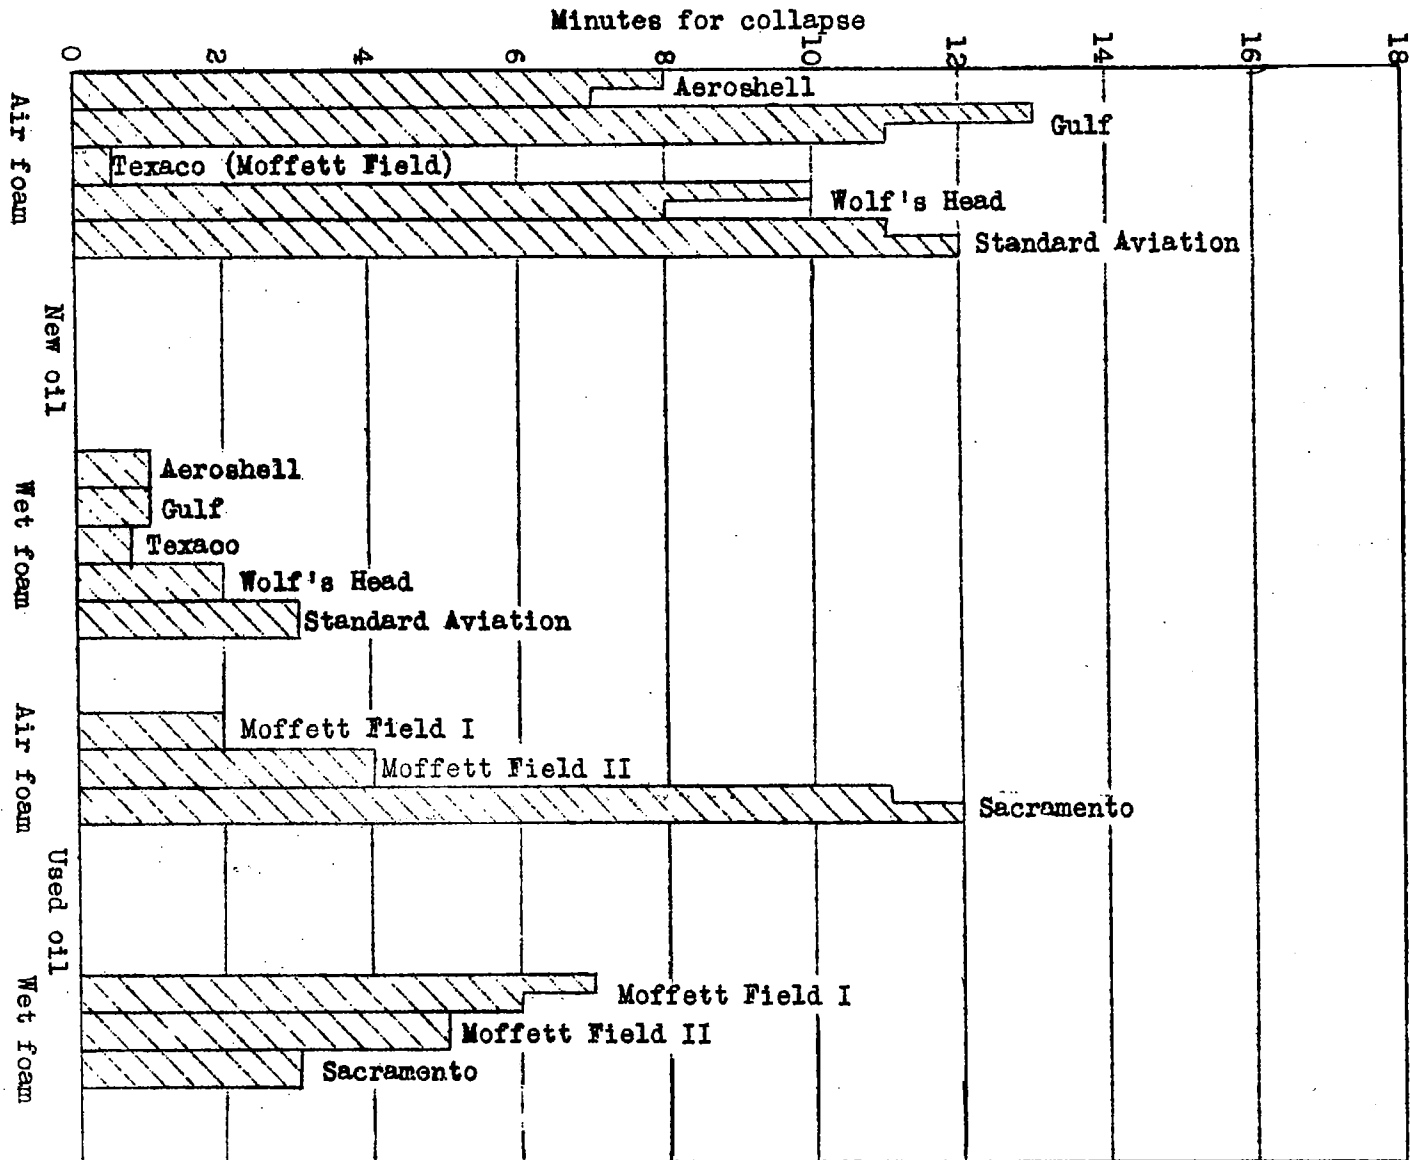 Minutes for collapse
0 2 4 6 8 10 12 14 16 18
Air foam
Aeroshell
Gulf
Texaco (Moffett Field)
Wolf's Head
Standard Aviation
New oil
Wet foam
Aeroshell
Gulf
Texaco
Wolf's Head
Standard Aviation
Air foam
Moffett Field I
Moffett Field II
Sacramento
Used oil
Wet foam
Moffett Field I
Moffett Field II
Sacramento